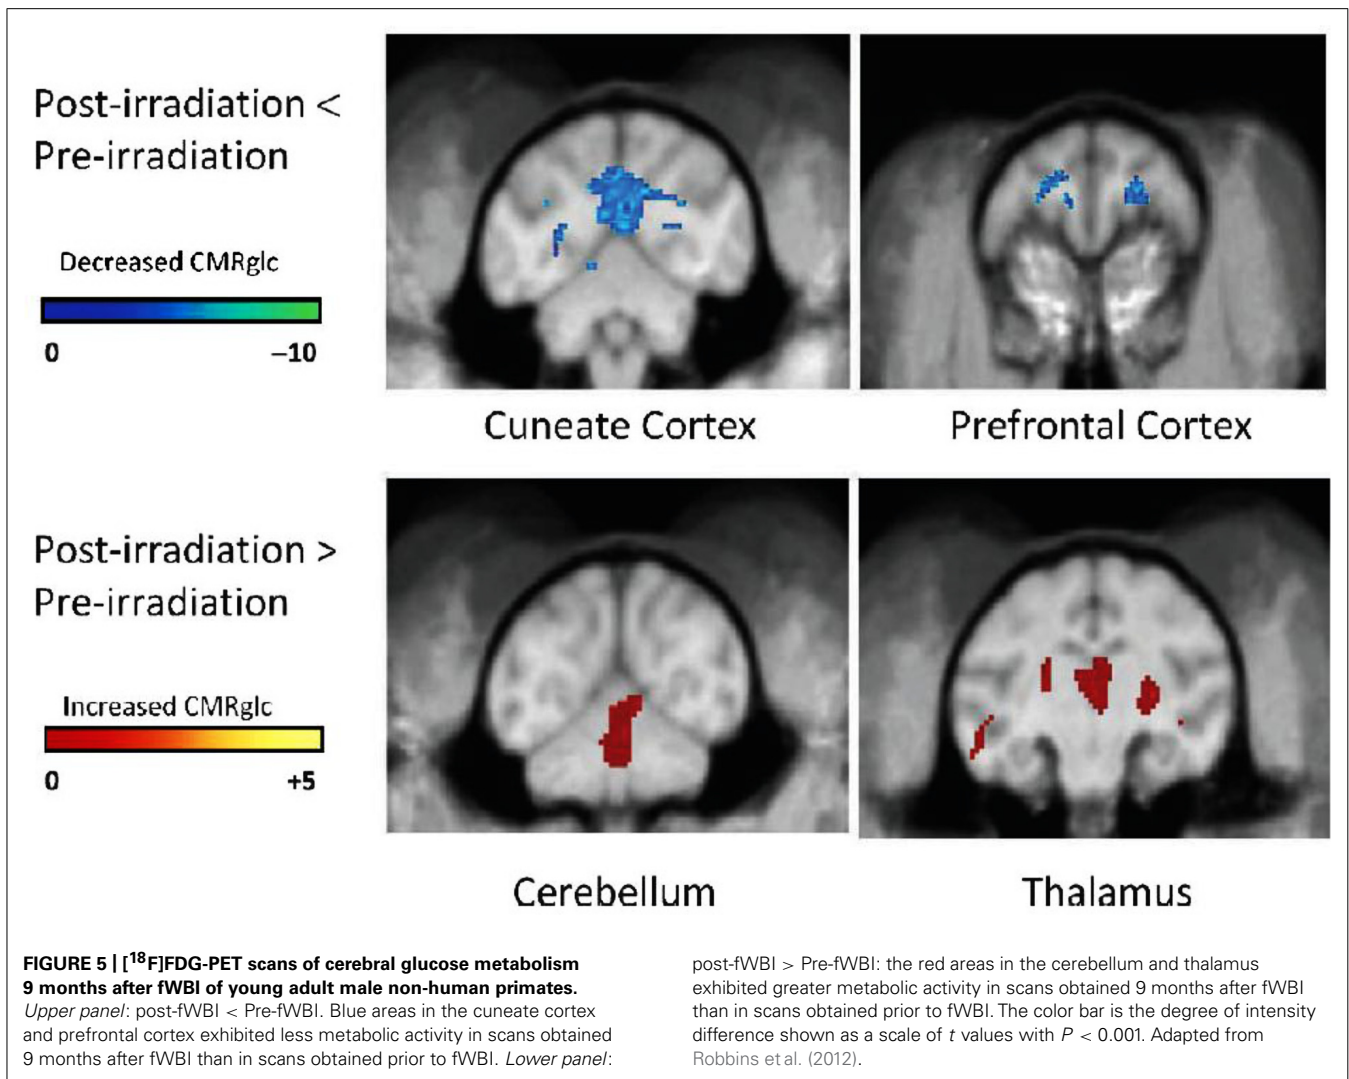 Post-irradiation <
Pre-irradiation
Decreased CMRglc
0 −10
Cuneate Cortex
Prefrontal Cortex
Post-irradiation >
Pre-irradiation
Increased CMRglc
0 +5
Cerebellum
Thalamus
FIGURE 5 | [18F]FDG-PET scans of cerebral glucose metabolism
9 months after fWBI of young adult male non-human primates.
Upper panel: post-fWBI < Pre-fWBI. Blue areas in the cuneate cortex
and prefrontal cortex exhibited less metabolic activity in scans obtained
9 months after fWBI than in scans obtained prior to fWBI. Lower panel:
post-fWBI > Pre-fWBI: the red areas in the cerebellum and thalamus
exhibited greater metabolic activity in scans obtained 9 months after fWBI
than in scans obtained prior to fWBI. The color bar is the degree of intensity
difference shown as a scale of t values with P < 0.001. Adapted from
Robbins et al. (2012).